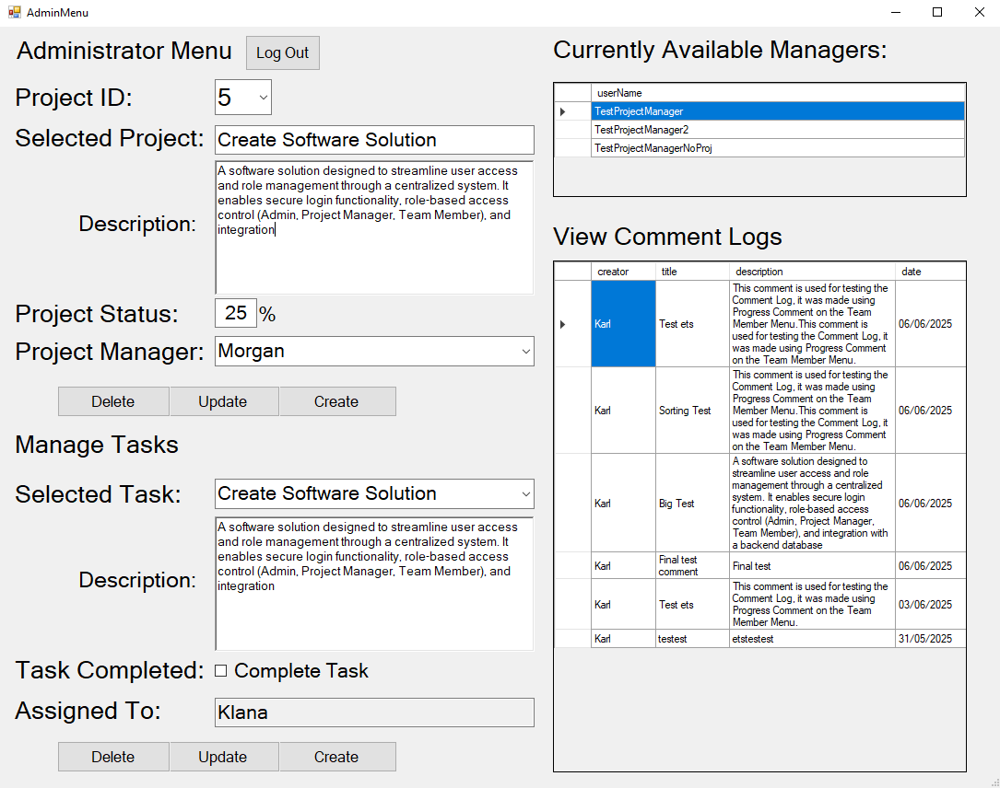 AdminMenu
Administrator Menu
Log Out
Project ID:
5
Selected Project:
Create Software Solution
Description:
A software solution designed to streamline user access
and role management through a centralized system. It
enables secure login functionality, role-based access
control (Admin, Project Manager, Team Member), and
integration
Project Status:
25 %
Project Manager:
Morgan
Delete
Update
Create
Manage Tasks
Selected Task:
Create Software Solution
Description:
A software solution designed to streamline user access
and role management through a centralized system. It
enables secure login functionality, role-based access
control (Admin, Project Manager, Team Member), and
integration
Task Completed:
Complete Task
Assigned To:
Klana
Delete
Update
Create
Currently Available Managers:
userName
TestProjectManager
TestProjectManager2
TestProjectManagerNoProj
View Comment Logs
creator title description date
Karl
Test ets
This comment is used for testing the
Comment Log, it was made using
Progress Comment on the Team
Member Menu.This comment is
used for testing the Comment Log, it
was made using Progress Comment
on the Team Member Menu.
06/06/2025
Karl
Sorting Test
This comment is used for testing the
Comment Log, it was made using
Progress Comment on the Team
Member Menu.This comment is
used for testing the Comment Log, it
was made using Progress Comment
on the Team Member Menu.
06/06/2025
Karl
Big Test
A software solution designed to
streamline user access and role
management through a centralized
system. It enables secure login
functionality, role-based access
control (Admin, Project Manager,
Team Member), and integration with
a backend database
06/06/2025
Karl
Final test
comment
Final test
06/06/2025
Karl
Test ets
This comment is used for testing the
Comment Log, it was made using
Progress Comment on the Team
Member Menu.
03/06/2025
Karl
testest
etstestest
31/05/2025